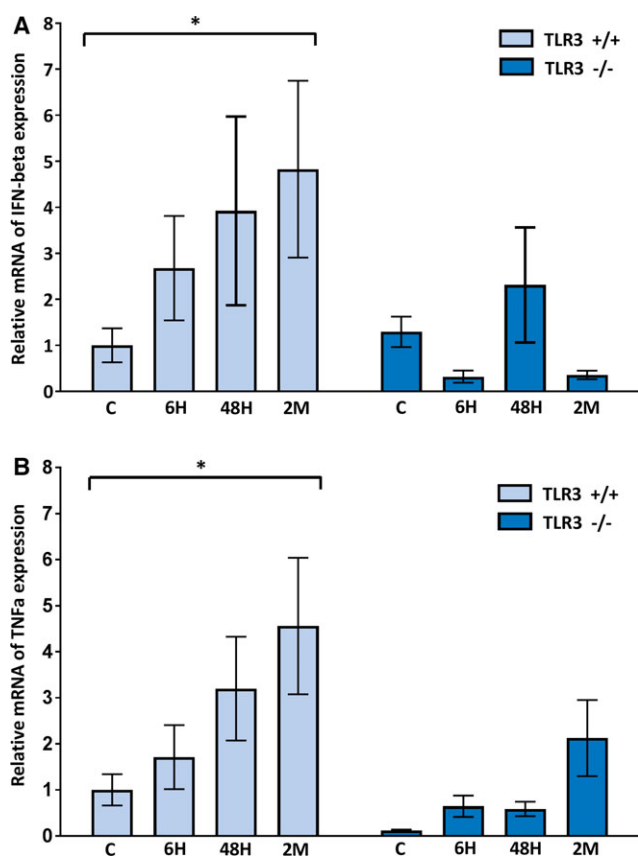 A
*
TLR3 +/+
TLR3 -/-
Relative mRNA of IFN-beta expression
8
7
6
5
4
3
2
1
0
C 6H 48H 2M C 6H 48H 2M
B
*
TLR3 +/+
TLR3 -/-
Relative mRNA of TNFa expression
8
7
6
5
4
3
2
1
0
C 6H 48H 2M C 6H 48H 2M